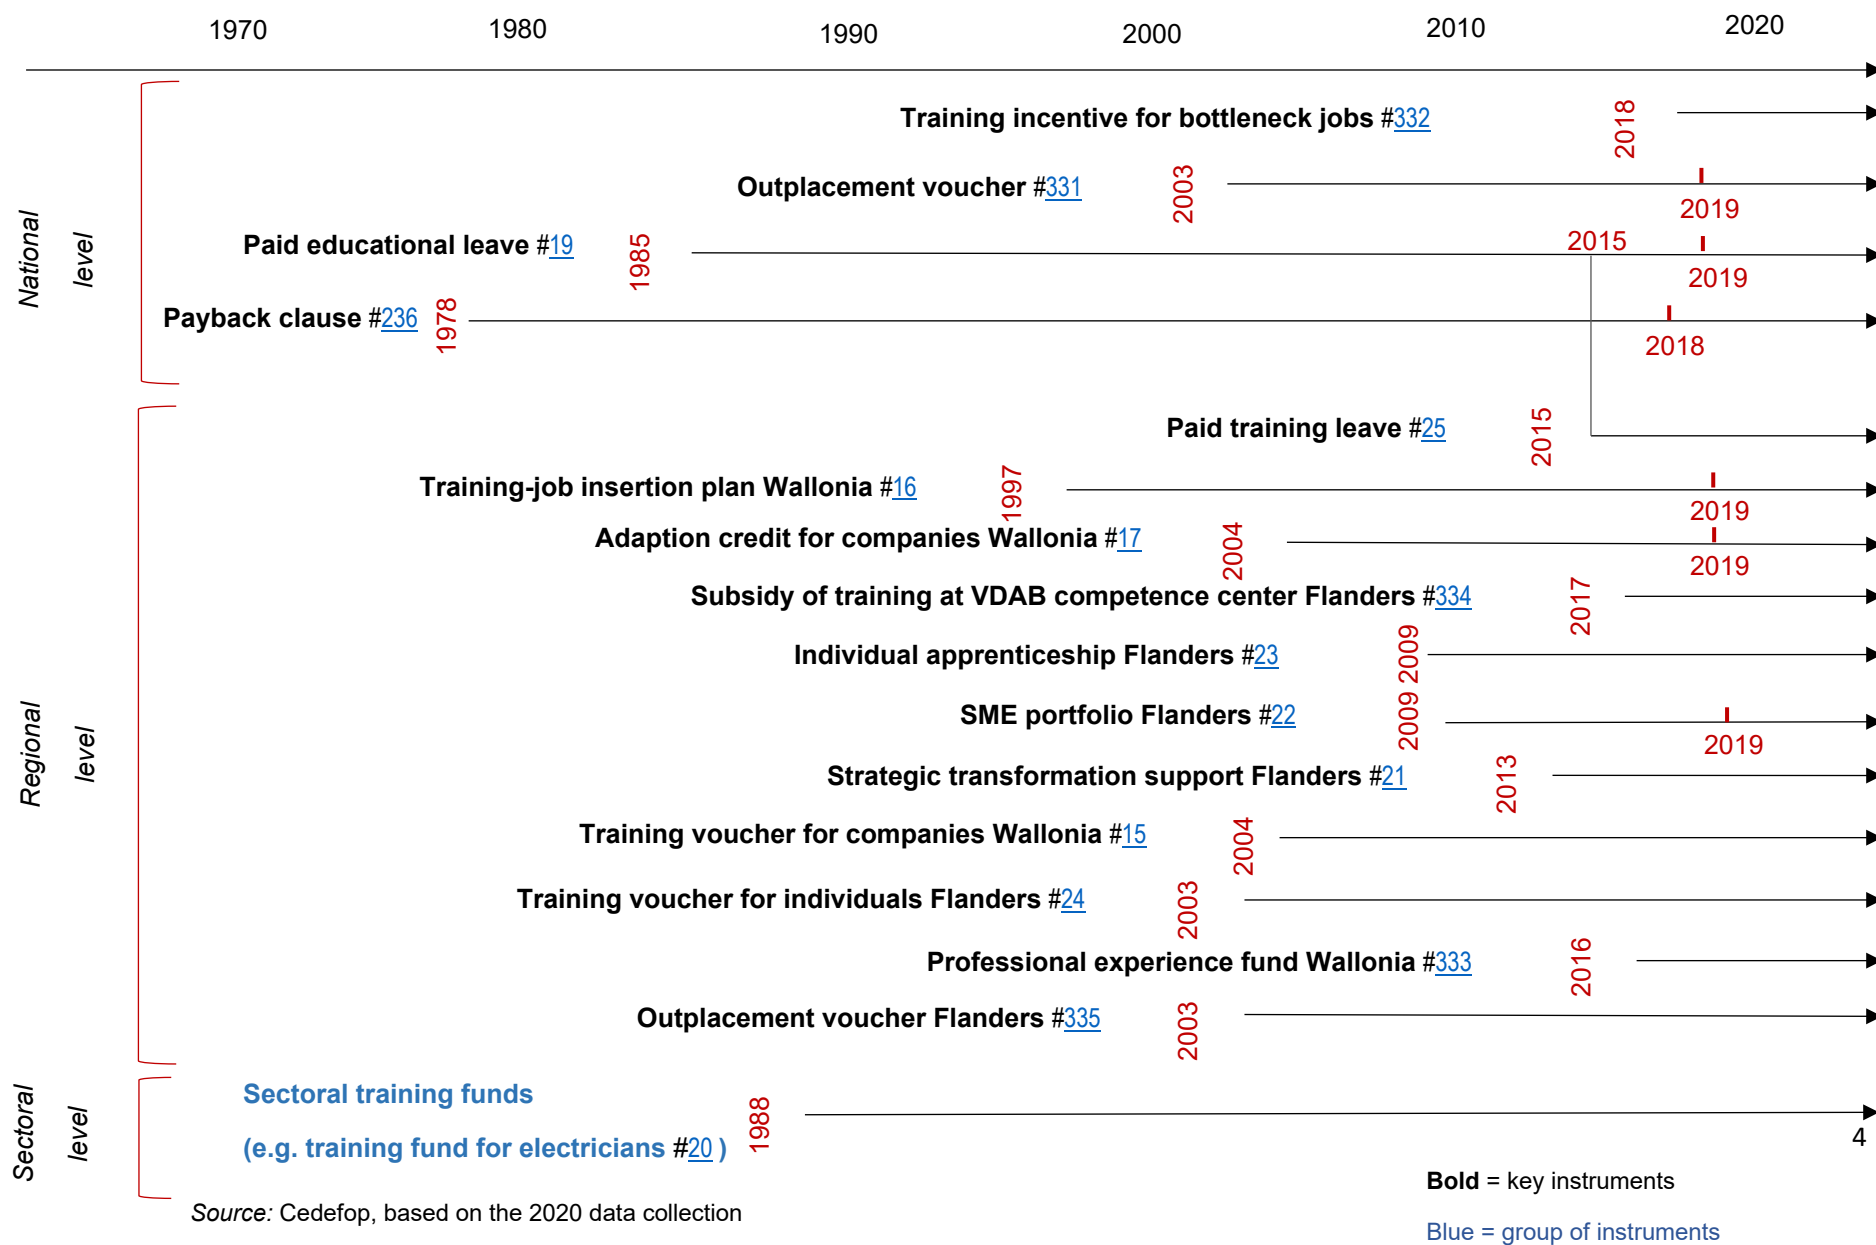 1970 1980 1990 2000 2010 2020
National level
Training incentive for bottleneck jobs #332 2018
Outplacement voucher #331 2003
2019
Paid educational leave #19 1985 2015
2019
Payback clause #236 1978
2018
Regional level
Paid training leave #25 2015
Training-job insertion plan Wallonia #16 1997
2019
Adaption credit for companies Wallonia #17 2004
2019
Subsidy of training at VDAB competence center Flanders #334 2017
Individual apprenticeship Flanders #23 2009
SME portfolio Flanders #22 2009
2019
Strategic transformation support Flanders #21 2013
Training voucher for companies Wallonia #15 2004
Training voucher for individuals Flanders #24 2003
Professional experience fund Wallonia #333 2016
Outplacement voucher Flanders #335 2003
Sectoral level
Sectoral training funds
(e.g. training fund for electricians #20 ) 1988
4
Bold = key instruments
Source: Cedefop, based on the 2020 data collection
Blue = group of instruments